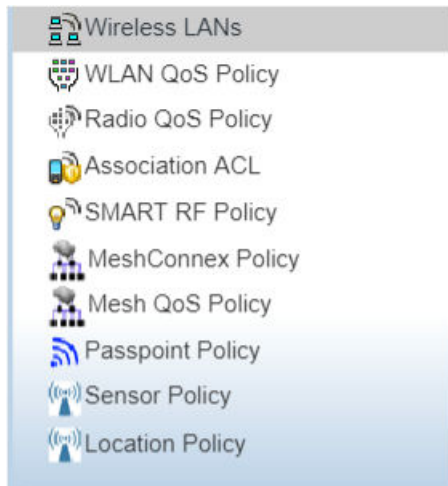 Wireless LANs
WLAN QoS Policy
Radio QoS Policy
Association ACL
SMART RF Policy
MeshConnex Policy
Mesh QoS Policy
Passpoint Policy
Sensor Policy
Location Policy